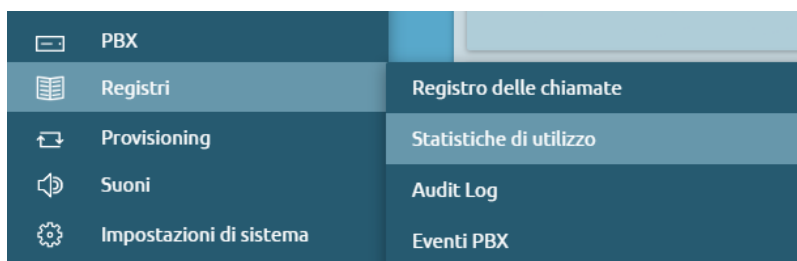 PBX
Registri
Provisioning
Suoni
Impostazioni di sistema
Registro delle chiamate
Statistiche di utilizzo
Audit Log
Eventi PBX